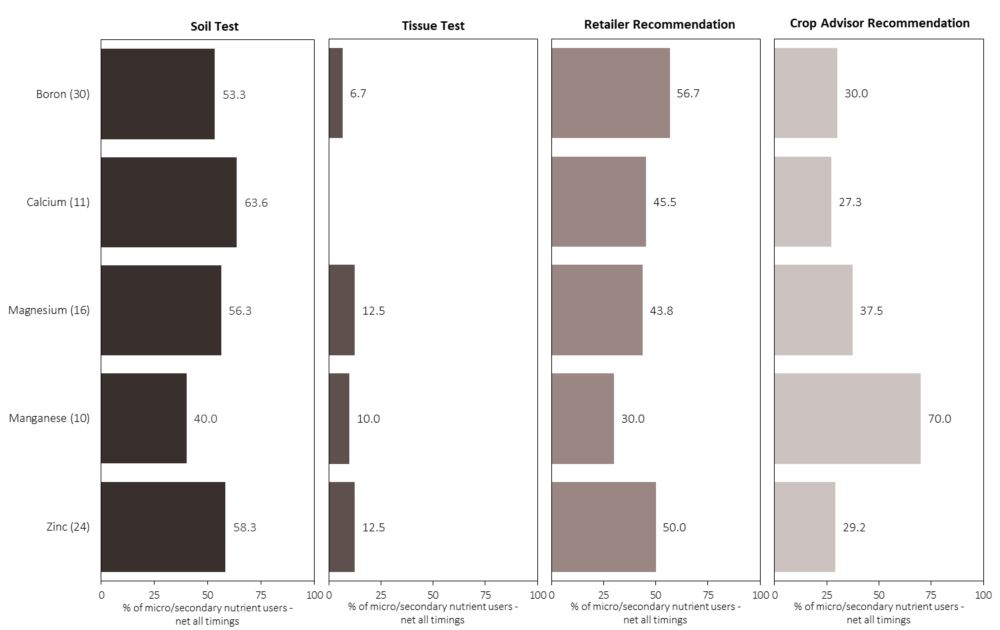 Soil Test
Tissue Test
Retailer Recommendation
Crop Advisor Recommendation
Boron (30)
53.3
6.7
56.7
30.0
Calcium (11)
63.6
45.5
27.3
Magnesium (16)
56.3
12.5
43.8
37.5
Manganese (10)
40.0
10.0
30.0
70.0
Zinc (24)
58.3
12.5
50.0
29.2
0 25 50 75 100
0 25 50 75 100
0 25 50 75 100
0 25 50 75 100
% of micro/secondary nutrient users -
net all timings
% of micro/secondary nutrient users -
net all timings
% of micro/secondary nutrient users -
net all timings
% of micro/secondary nutrient users -
net all timings